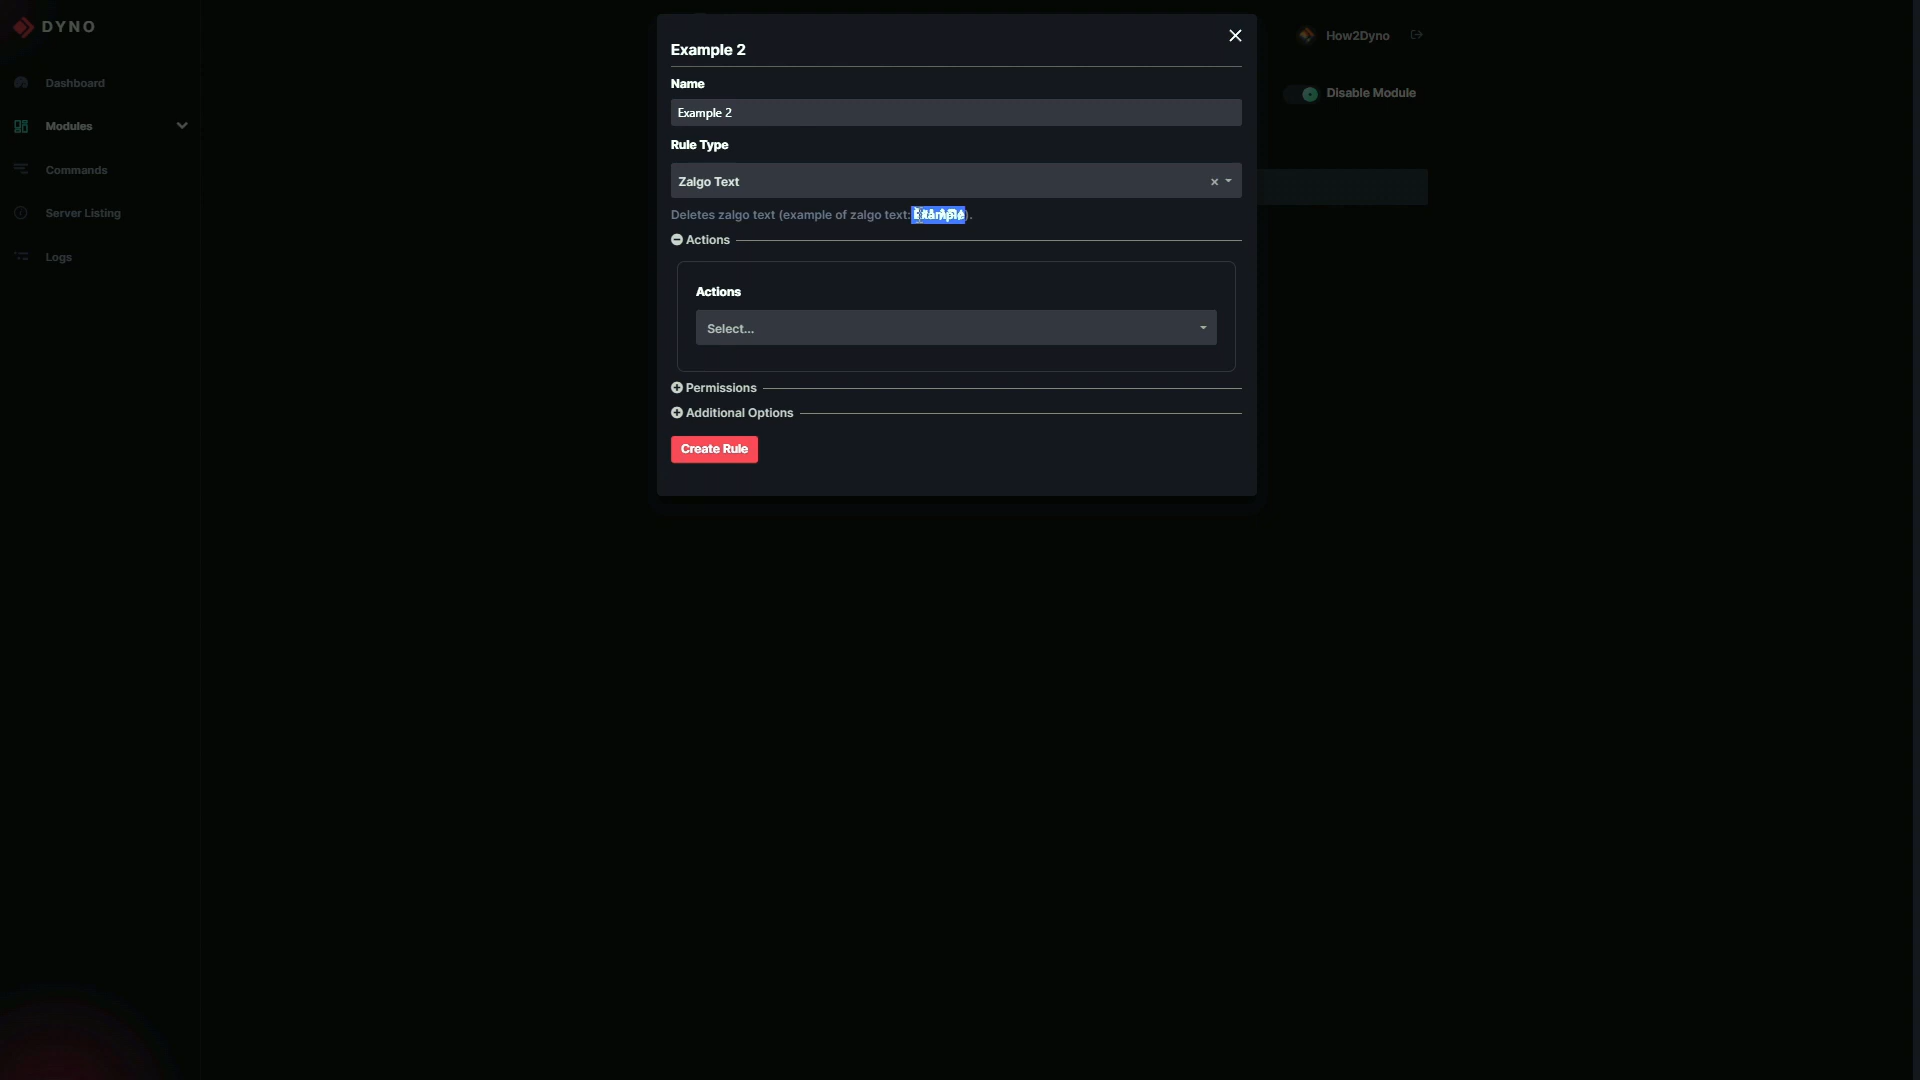 DYNO
Dashboard
Modules
Commands
Server Listing
Logs
Example 2
Name
Example 2
Rule Type
Zalgo Text
Deletes zalgo text (example of zalgo text: Example).
Actions
Actions
Select...
Permissions
Additional Options
Create Rule
How2Dyno
Disable Module